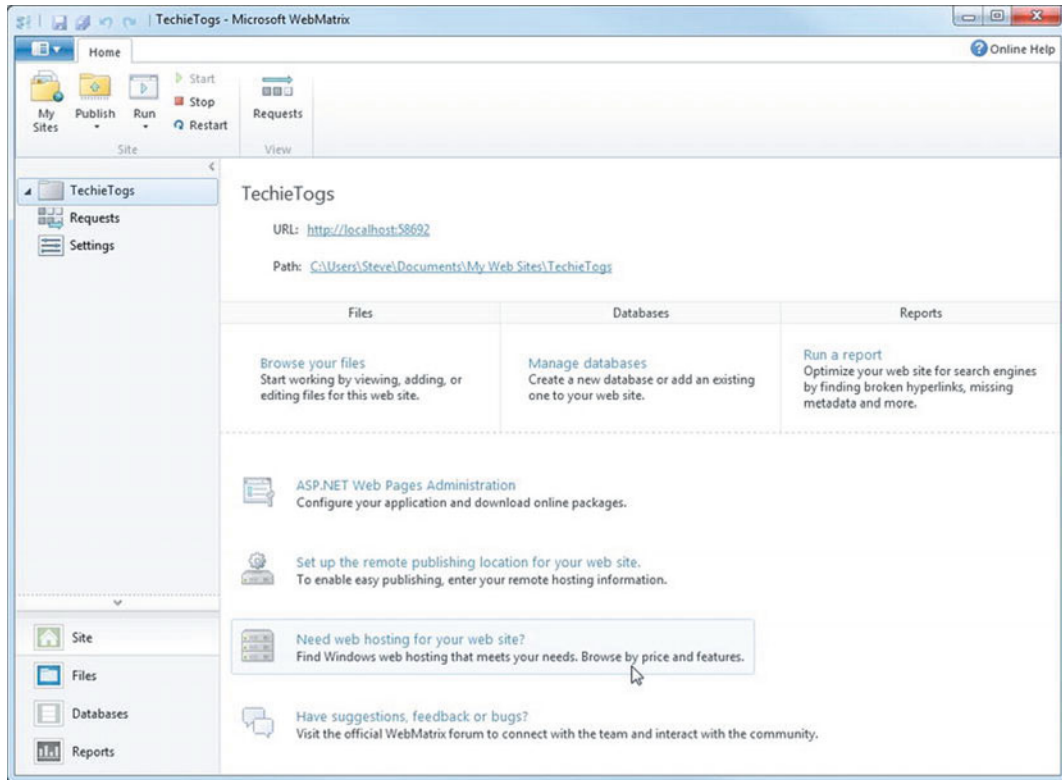 TechieTogs - Microsoft WebMatrix
Home
Online Help
My Sites
Publish
Run
Start
Stop
Restart
Requests
Site
View
TechieTogs
Requests
Settings
TechieTogs
URL: http://localhost:58692
Path: C:\Users\Steve\Documents\My Web Sites\TechieTogs
Files
Databases
Reports
Browse your files
Start working by viewing, adding, or
editing files for this web site.
Manage databases
Create a new database or add an existing
one to your web site.
Run a report
Optimize your web site for search engines
by finding broken hyperlinks, missing
metadata and more.
ASP.NET Web Pages Administration
Configure your application and download online packages.
Set up the remote publishing location for your web site.
To enable easy publishing, enter your remote hosting information.
Need web hosting for your web site?
Find Windows web hosting that meets your needs. Browse by price and features.
Have suggestions, feedback or bugs?
Visit the official WebMatrix forum to connect with the team and interact with the community.
Site
Files
Databases
Reports